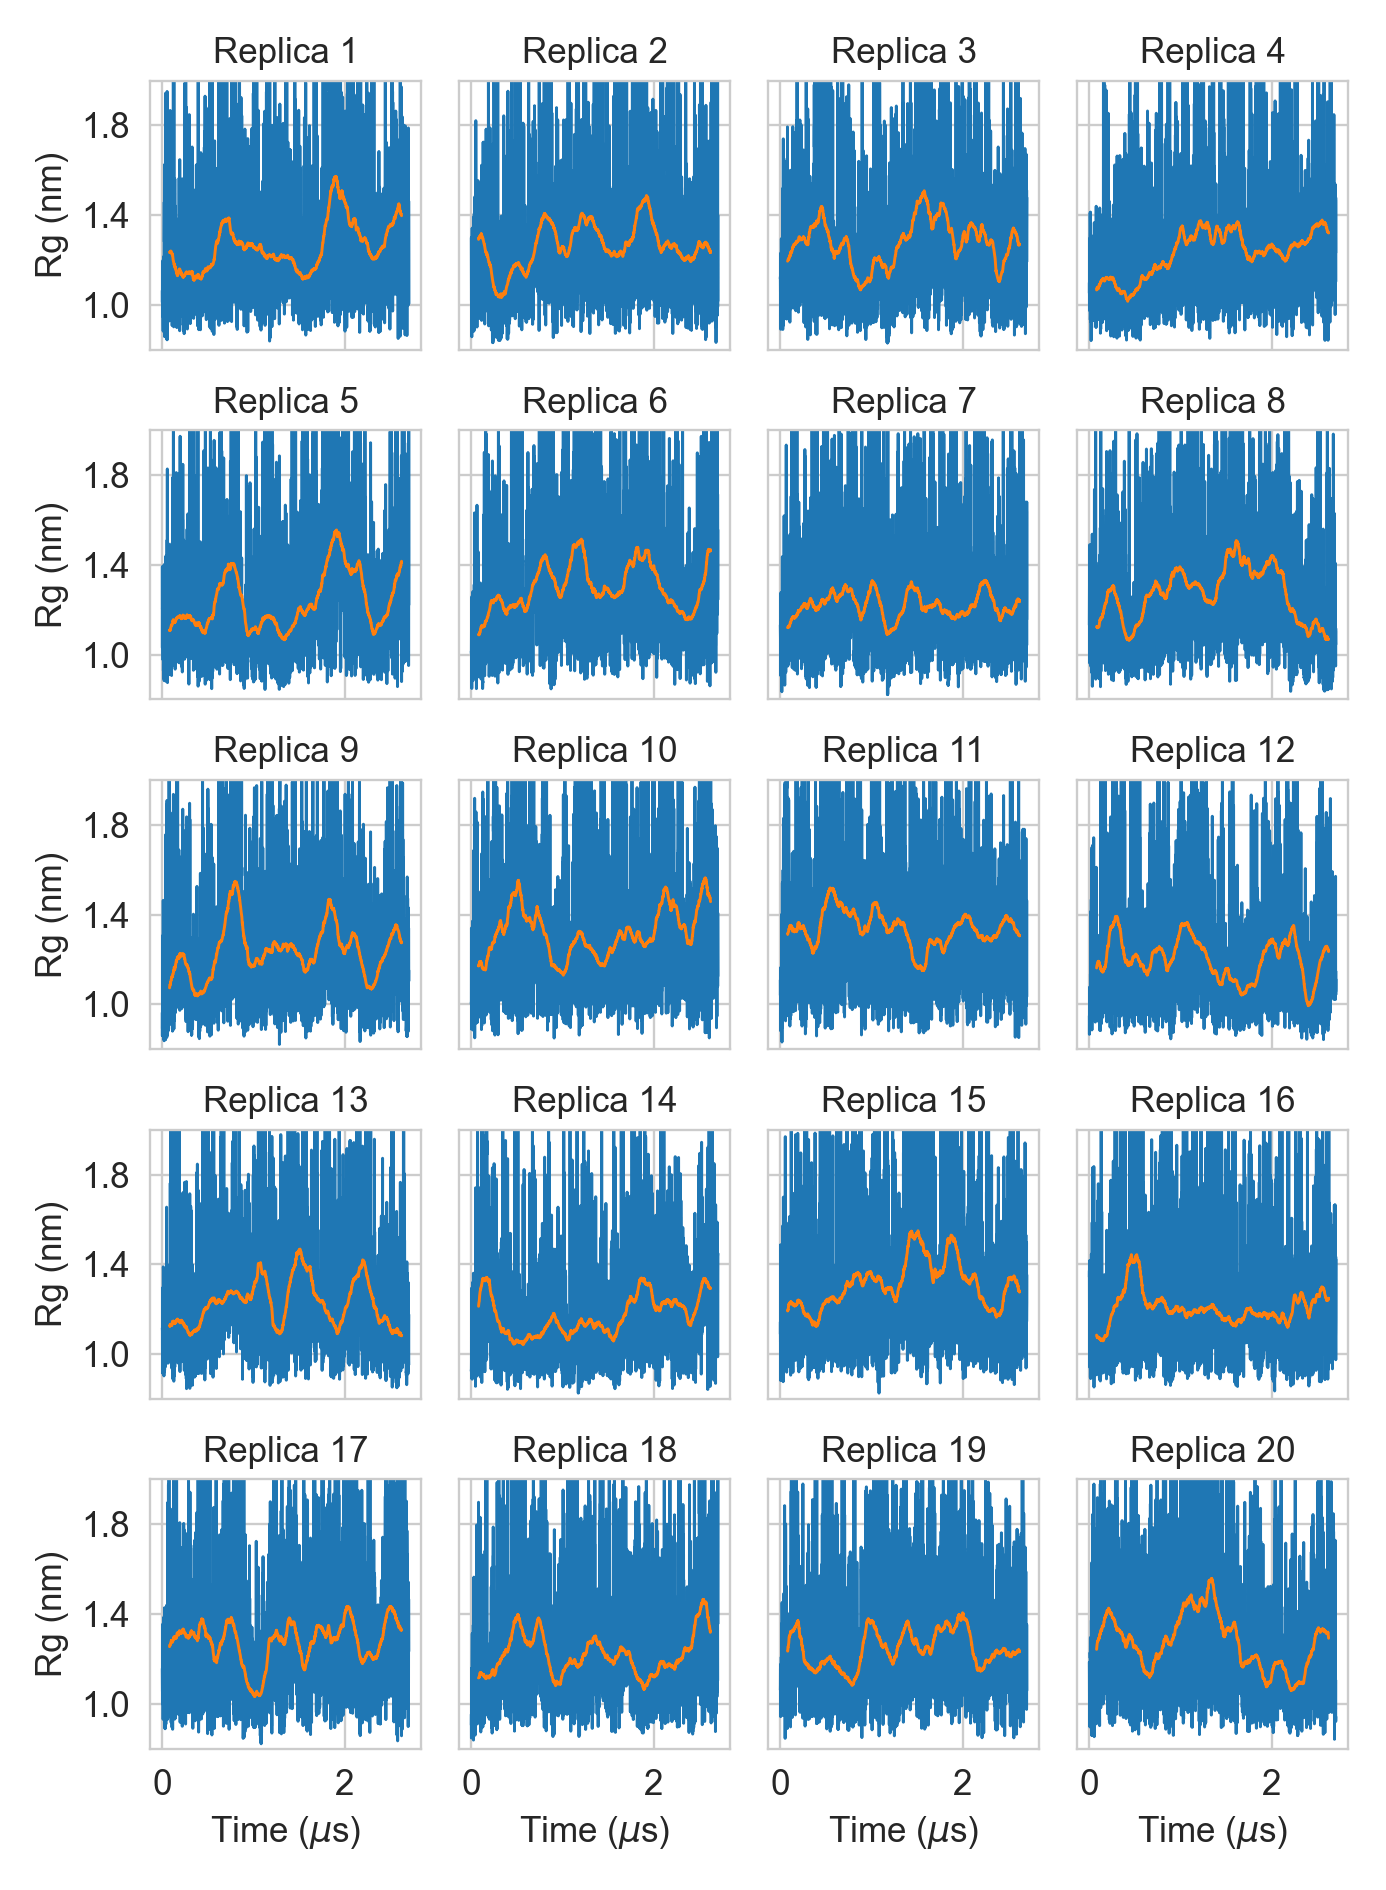 Replica 1 Replica 2 Replica 3 Replica 4
1.8
1.4
1.0
Rg (nm)
Replica 5 Replica 6 Replica 7 Replica 8
1.8
1.4
1.0
Rg (nm)
Replica 9 Replica 10 Replica 11 Replica 12
1.8
1.4
1.0
Rg (nm)
Replica 13 Replica 14 Replica 15 Replica 16
1.8
1.4
1.0
Rg (nm)
Replica 17 Replica 18 Replica 19 Replica 20
1.8
1.4
1.0
Rg (nm)
0 2 0 2 0 2 0 2
Time (μs) Time (μs) Time (μs) Time (μs)